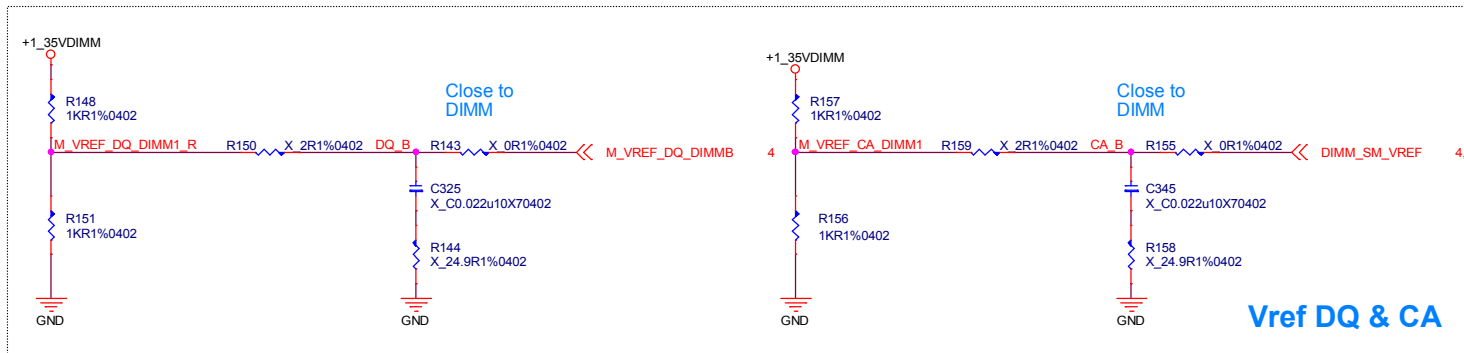 +1_35VDIMM
R148
1KR1%0402
M_VREF_DQ_DIMM1_R
R150
X_2R1%0402
DQ_B
Close to
DIMM
R143
X_0R1%0402
M_VREF_DQ_DIMMB
4
R151
1KR1%0402
C325
X_C0.022u10X70402
R144
X_24.9R1%0402
GND
GND
+1_35VDIMM
R157
1KR1%0402
M_VREF_CA_DIMM1
R159
X_2R1%0402
CA_B
Close to
DIMM
R155
X_0R1%0402
DIMM_SM_VREF
4,
R156
1KR1%0402
C345
X_C0.022u10X70402
R158
X_24.9R1%0402
GND
GND
Vref DQ & CA